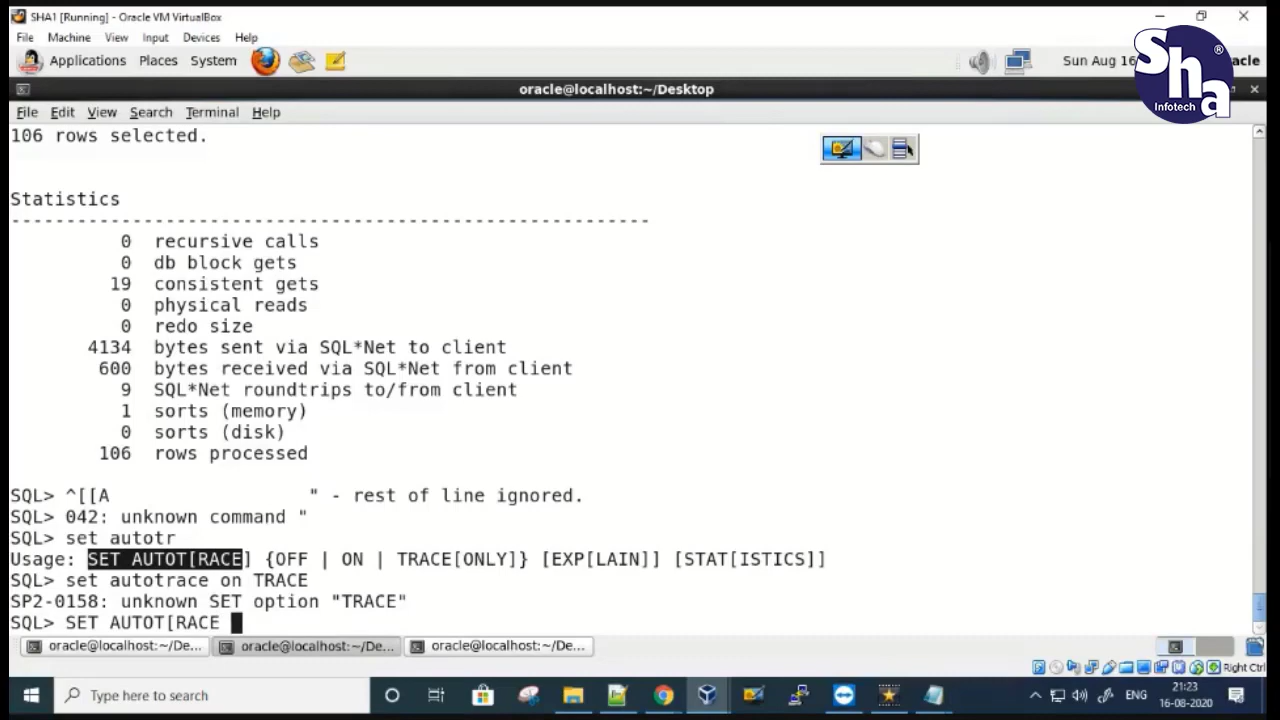 SHA1 [Running] - Oracle VM VirtualBox
File Machine View Input Devices Help
Applications Places System
Sun Aug 16
acle
Sha
®
Infotech
oracle@localhost:~/Desktop
File Edit View Search Terminal Help
106 rows selected.
Statistics
----------------------------------------------------------
0 recursive calls
0 db block gets
19 consistent gets
0 physical reads
0 redo size
4134 bytes sent via SQL*Net to client
600 bytes received via SQL*Net from client
9 SQL*Net roundtrips to/from client
1 sorts (memory)
0 sorts (disk)
106 rows processed
SQL> ^[[A " - rest of line ignored.
SQL> 042: unknown command "
SQL> set autotr
Usage: SET AUTOT[RACE] {OFF | ON | TRACE[ONLY]} [EXP[LAIN]] [STAT[ISTICS]]
SQL> set autotrace on TRACE
SP2-0158: unknown SET option "TRACE"
SQL> SET AUTOT[RACE
oracle@localhost:~/De... oracle@localhost:~/De... oracle@localhost:~/De...
Right Ctrl
Type here to search
ENG
21:23
16-08-2020